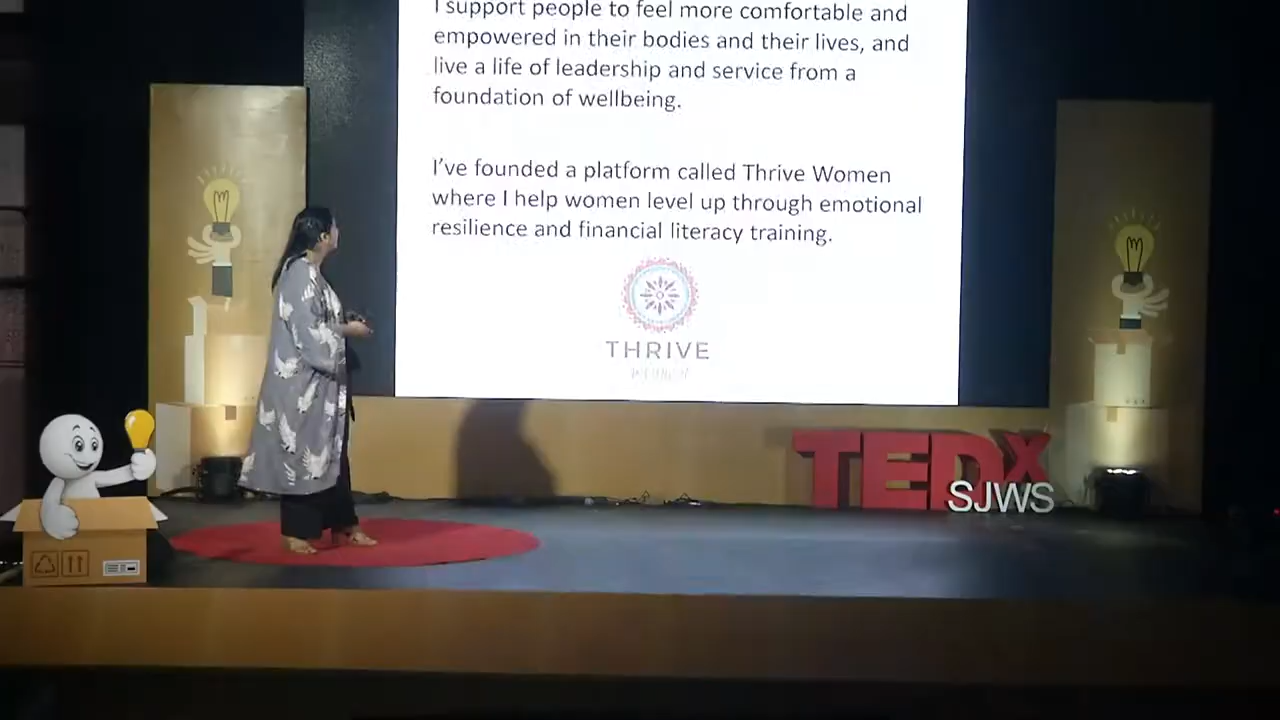 I support people to feel more comfortable and
empowered in their bodies and their lives, and
live a life of leadership and service from a
foundation of wellbeing.
I've founded a platform called Thrive Women
where I help women level up through emotional
resilience and financial literacy training.
THRIVE
TEDx
SJWS